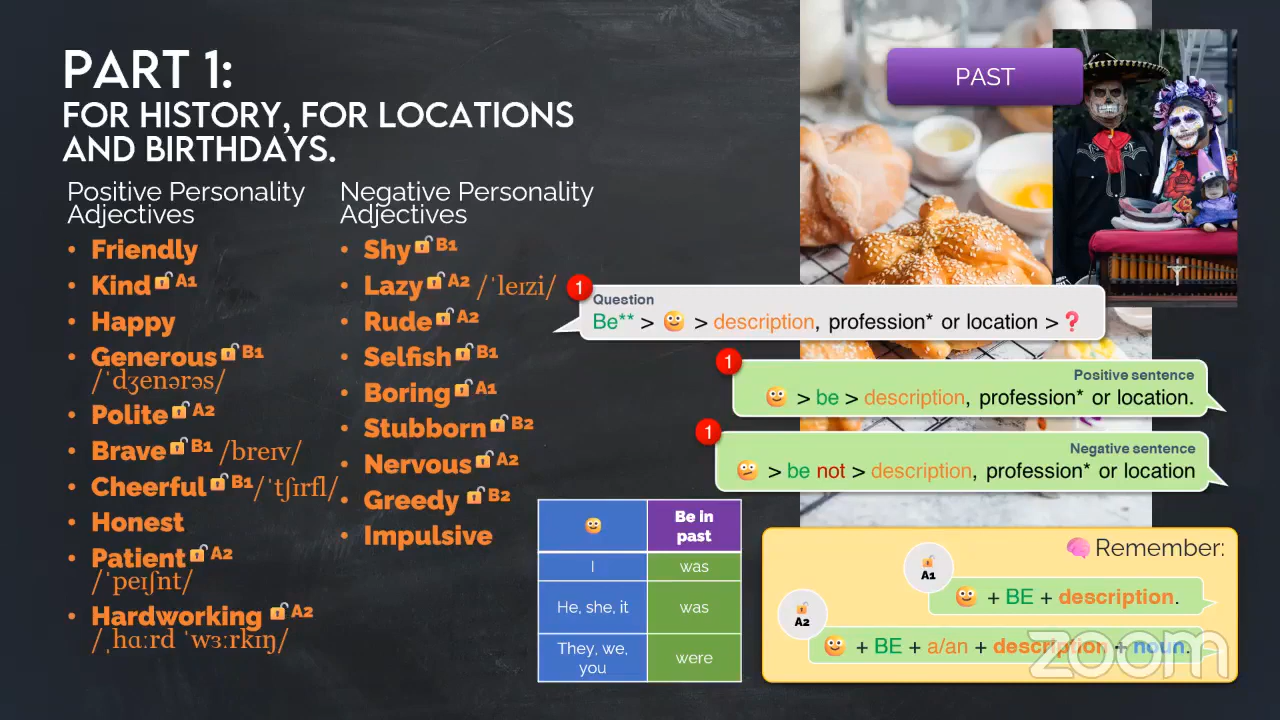 PART 1:
FOR HISTORY, FOR LOCATIONS
AND BIRTHDAYS.
Positive Personality
Adjectives
• Friendly
• Kind A1
• Happy
• Generous B1
/ˈdʒenərəs/
• Polite A2
• Brave B1 /breɪv/
• Cheerful B1/ˈtʃɪrfl/
• Honest
• Patient A2
/ˈpeɪʃnt/
• Hardworking A2
/ˌhɑːrd ˈwɜːrkɪŋ/
Negative Personality
Adjectives
• Shy B1
• Lazy A2 /ˈleɪzi/
• Rude A2
• Selfish B1
• Boring A1
• Stubborn B2
• Nervous A2
• Greedy B2
• Impulsive
PAST
1
Question
Be** > 🙂 > description, profession* or location > ❓
1
Positive sentence
🙂 > be > description, profession* or location.
1
Negative sentence
🫤 > be not > description, profession* or location
🙂 Be in
past
I was
He, she, it was
They, we,
you were
🧠 Remember:
A1
🙂 + BE + description.
A2
🙂 + BE + a/an + description + noun.
zoom